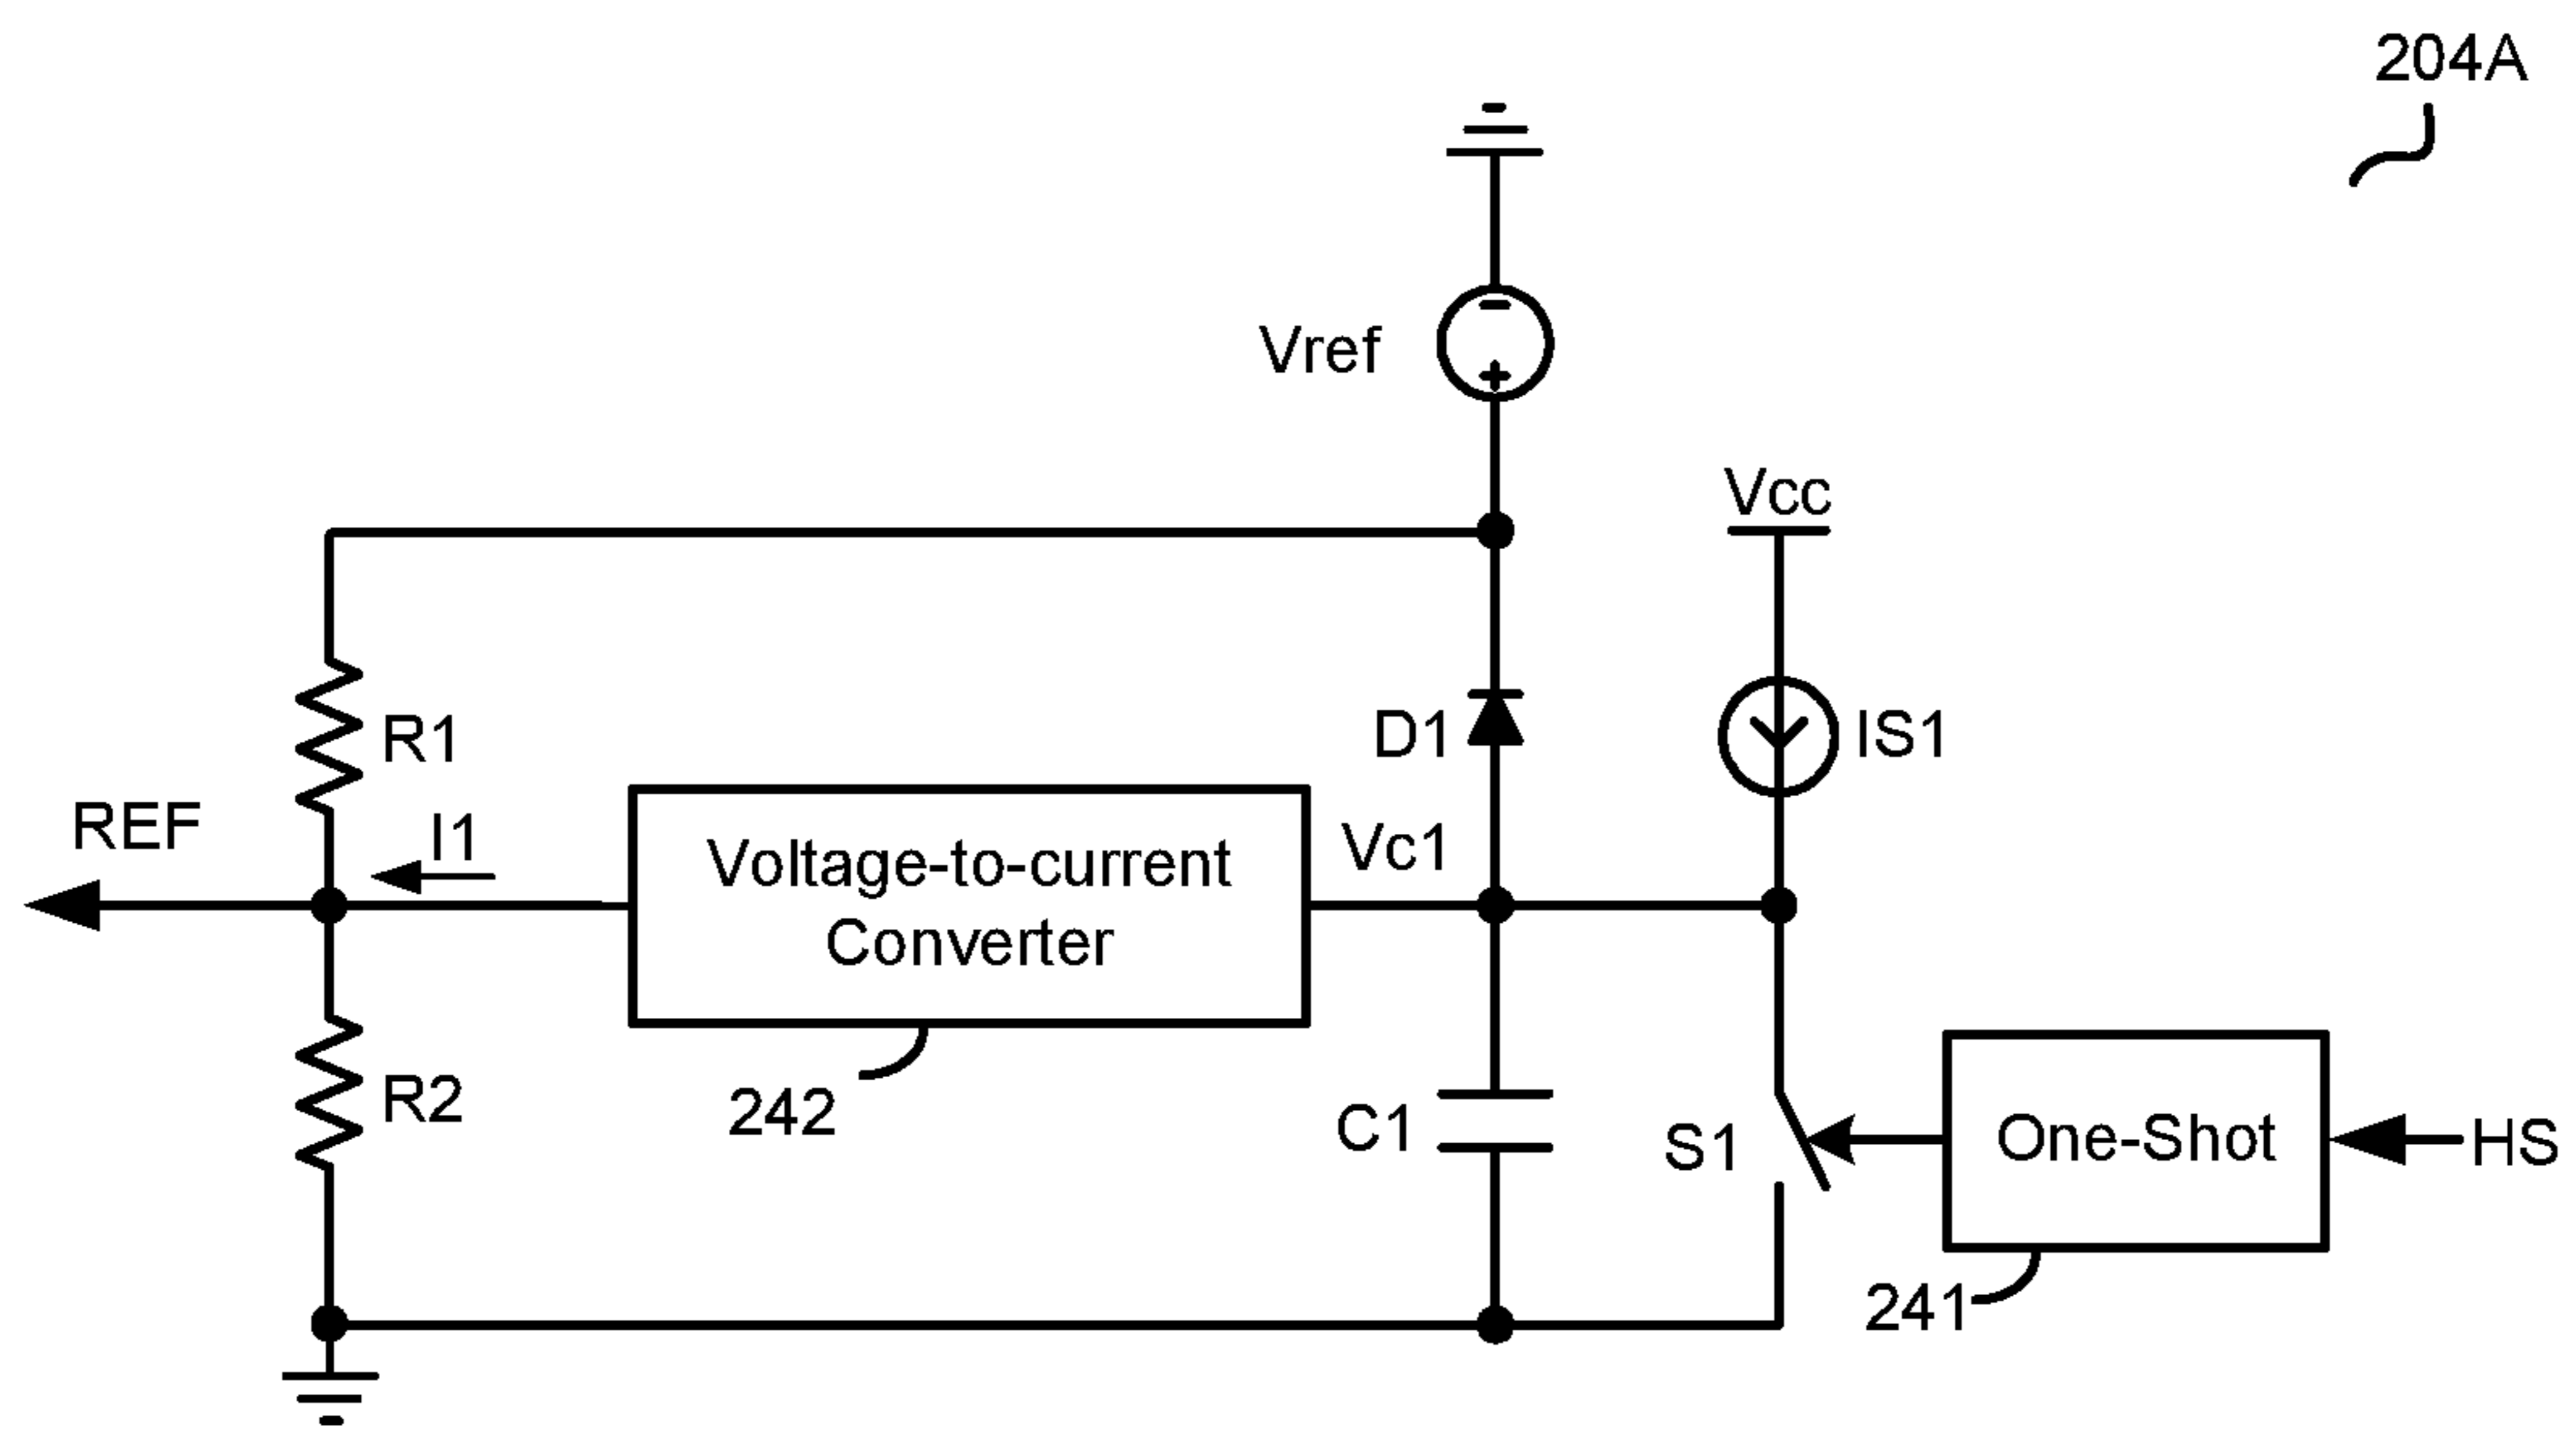 204A
Vref
Vcc
R1
D1
IS1
REF
I1
Voltage-to-current
Converter
Vc1
R2
242
C1
S1
One-Shot
HS
241